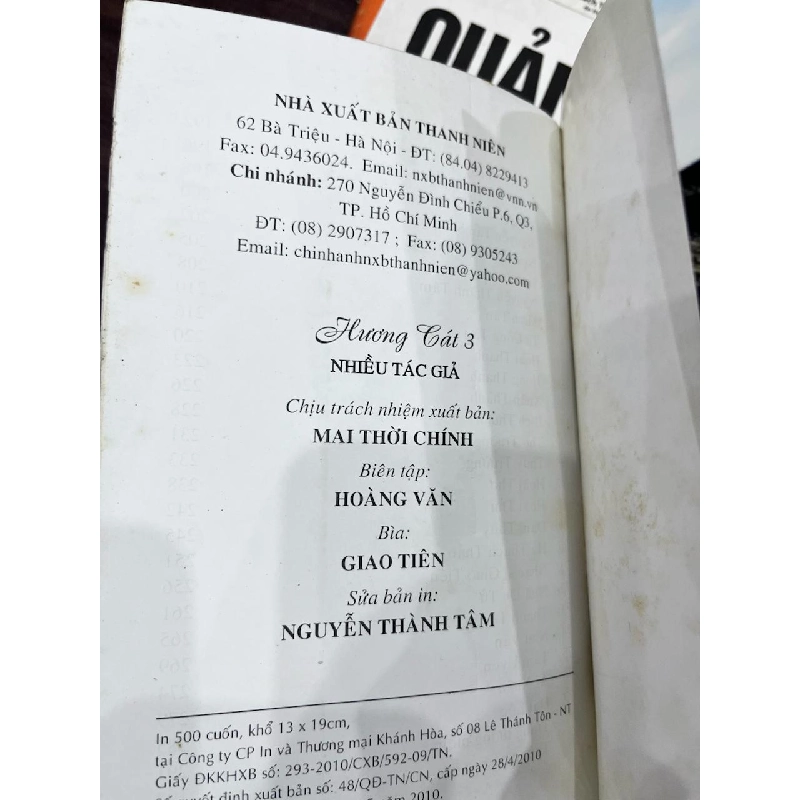 QUẢ
NHÀ XUẤT BẢN THANH NIÊN
62 Bà Triệu - Hà Nội - ĐT: (84.04) 8229413
Fax: 04.9436024. Email: nxbthanhnien@vnn.vn
Chi nhánh: 270 Nguyễn Đình Chiểu P.6, Q3,
TP. Hồ Chí Minh
ĐT: (08) 2907317 ; Fax: (08) 9305243
Email: chinhanhnxbthanhnien@yahoo.com
Hương Cát 3
NHIỀU TÁC GIẢ
Chịu trách nhiệm xuất bản:
MAI THỜI CHÍNH
Biên tập:
HOÀNG VĂN
Bìa:
GIAO TIÊN
Sửa bản in:
NGUYỄN THÀNH TÂM
In 500 cuốn, khổ 13 x 19cm,
tại Công ty CP In và Thương mại Khánh Hòa, số 08 Lê Thánh Tôn - NT
Giấy ĐKKHXB số: 293-2010/CXB/592-09/TN.
quyết định xuất bản số: 48/QĐ-TN/CN, cấp ngày 28/4/2010
năm 2010.